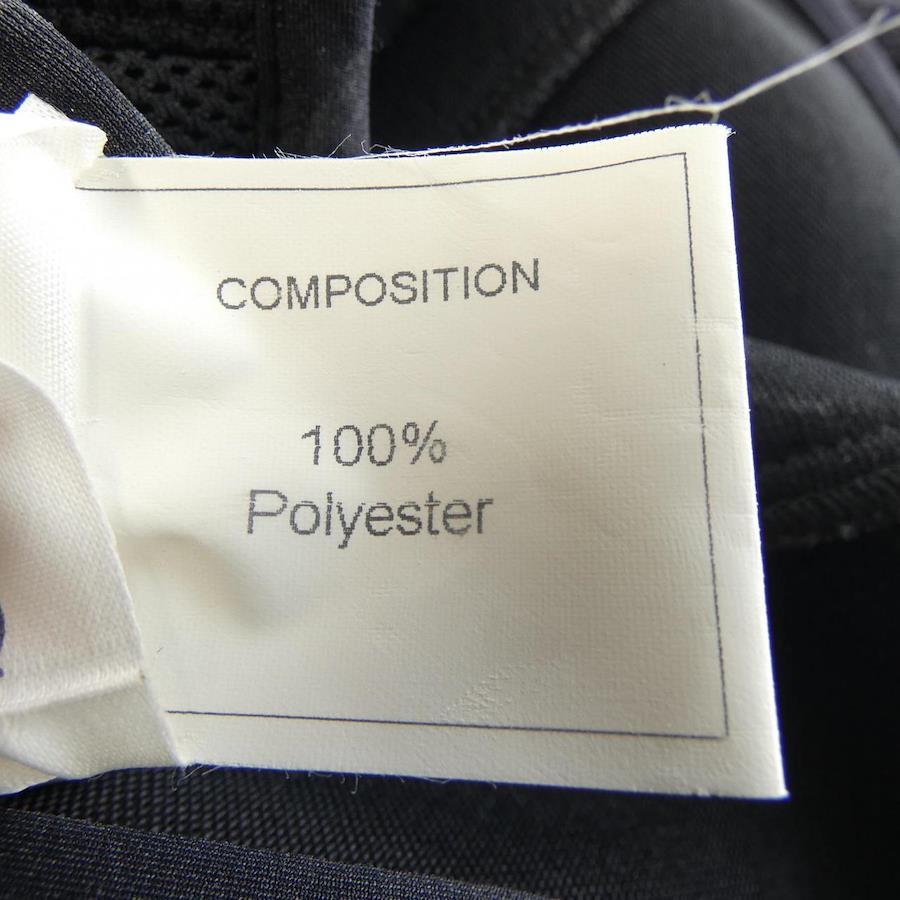 COMPOSITION
100%
Polyester